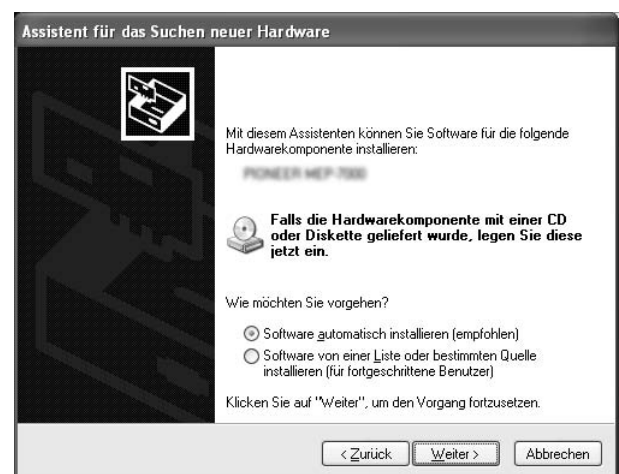 Assistent für das Suchen neuer Hardware
Mit diesem Assistenten können Sie Software für die folgende
Hardwarekomponente installieren:
PIONEER MEP-7000
Falls die Hardwarekomponente mit einer CD
oder Diskette geliefert wurde, legen Sie diese
jetzt ein.
Wie möchten Sie vorgehen?
Software automatisch installieren (empfohlen)
Software von einer Liste oder bestimmten Quelle
installieren (für fortgeschrittene Benutzer)
Klicken Sie auf "Weiter", um den Vorgang fortzusetzen.
< Zurück Weiter > Abbrechen